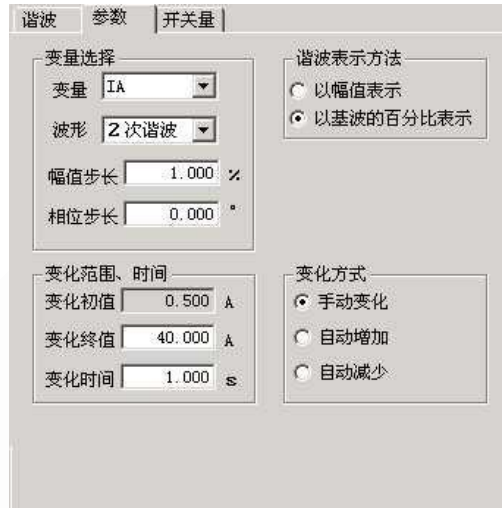 谐波 参数 开关量
变量选择
变量 IA
波形 2次谐波
幅值步长 1.000 %
相位步长 0.000 °
谐波表示方法
以幅值表示
以基波的百分比表示
变化范围、时间
变化初值 0.500 A
变化终值 40.000 A
变化时间 1.000 s
变化方式
手动变化
自动增加
自动减少